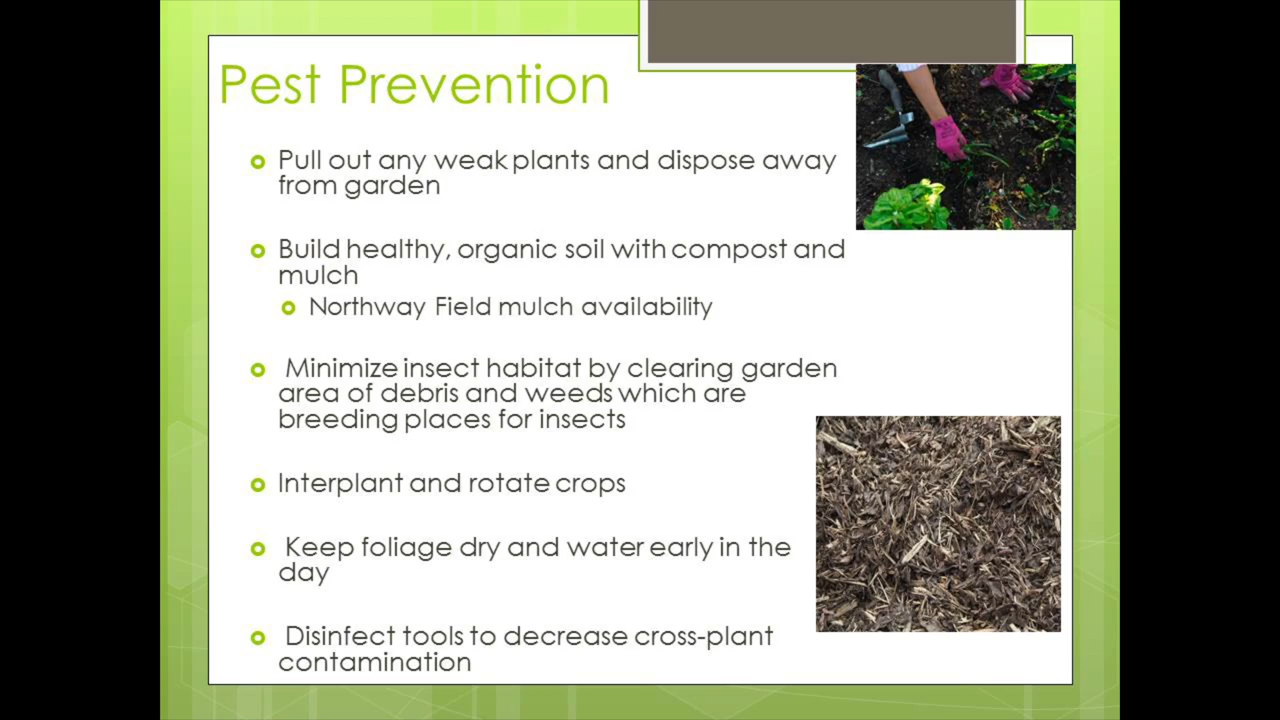 Pest Prevention
Pull out any weak plants and dispose away
from garden
Build healthy, organic soil with compost and
mulch
Northway Field mulch availability
Minimize insect habitat by clearing garden
area of debris and weeds which are
breeding places for insects
Interplant and rotate crops
Keep foliage dry and water early in the
day
Disinfect tools to decrease cross-plant
contamination